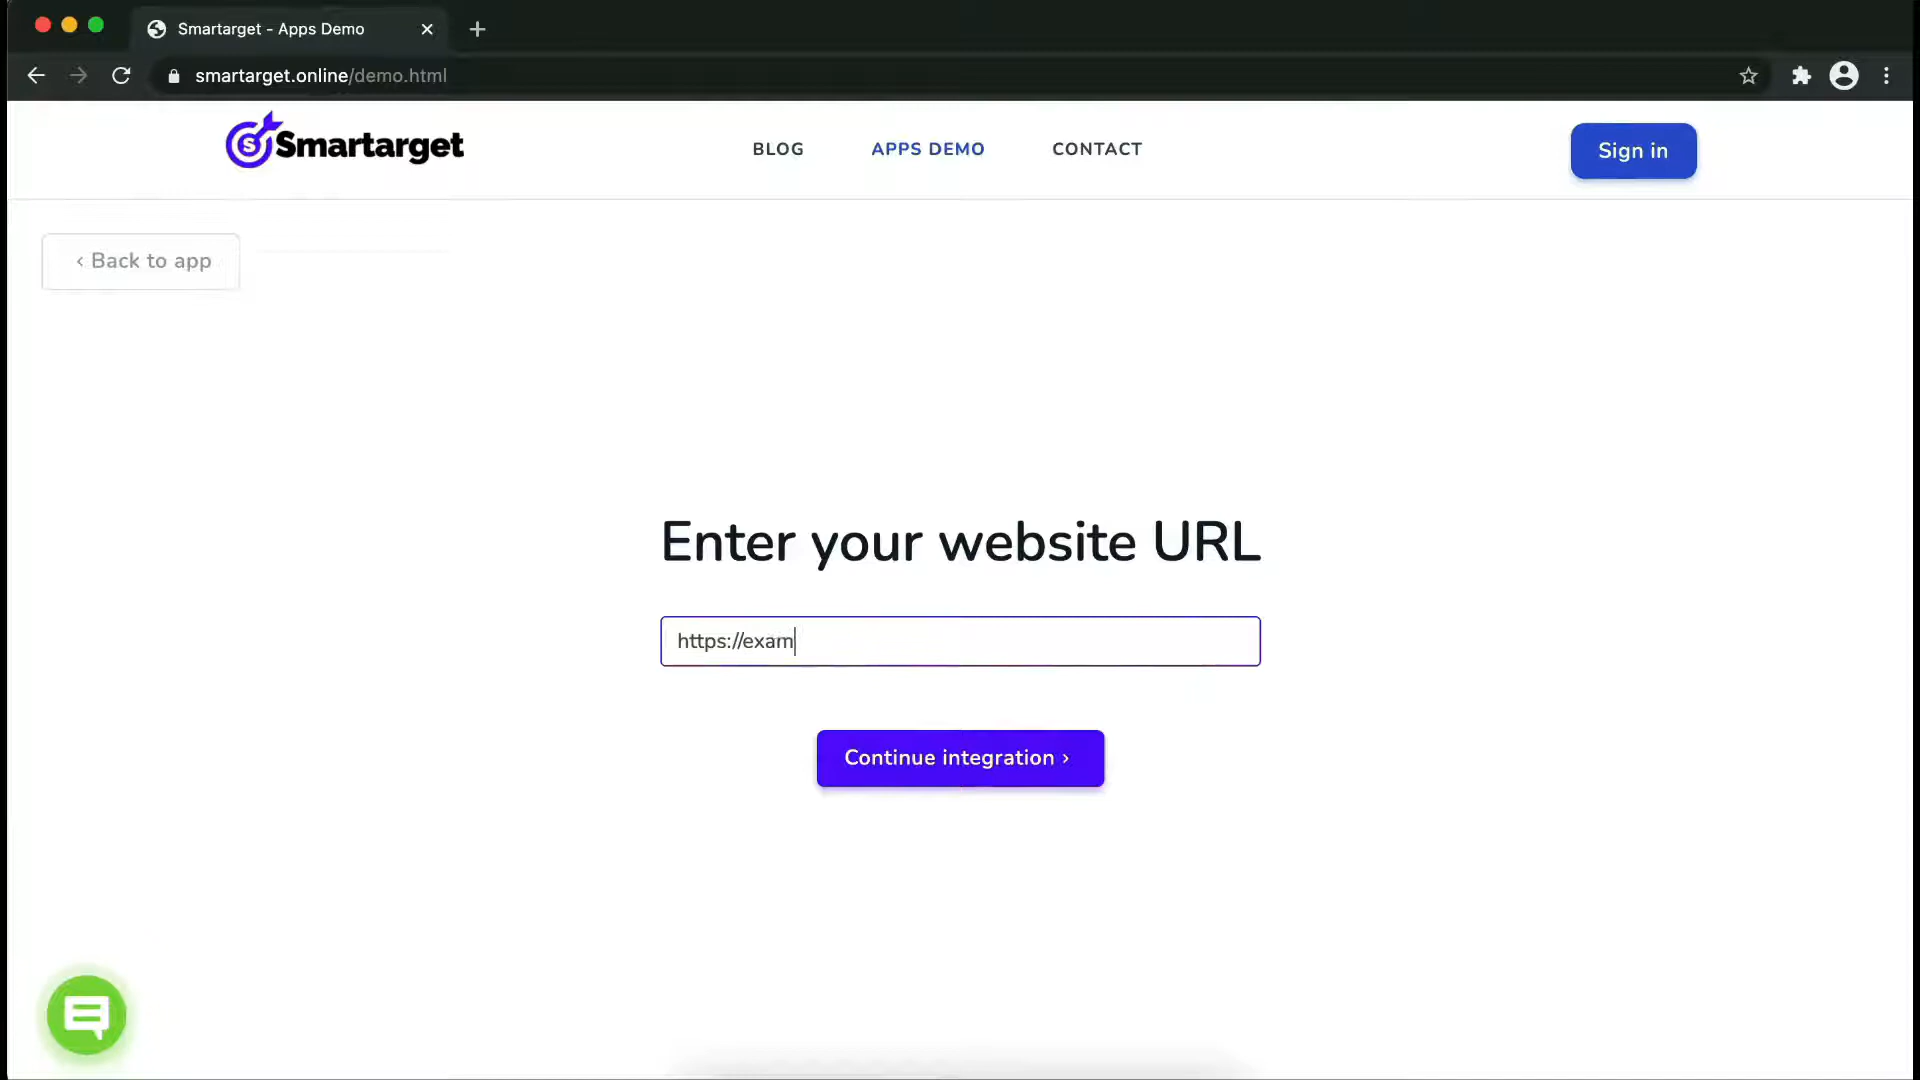 Smartarget - Apps Demo
smartarget.online/demo.html
Smartarget
BLOG
APPS DEMO
CONTACT
Sign in
‹ Back to app
Enter your website URL
https://exam
Continue integration ›